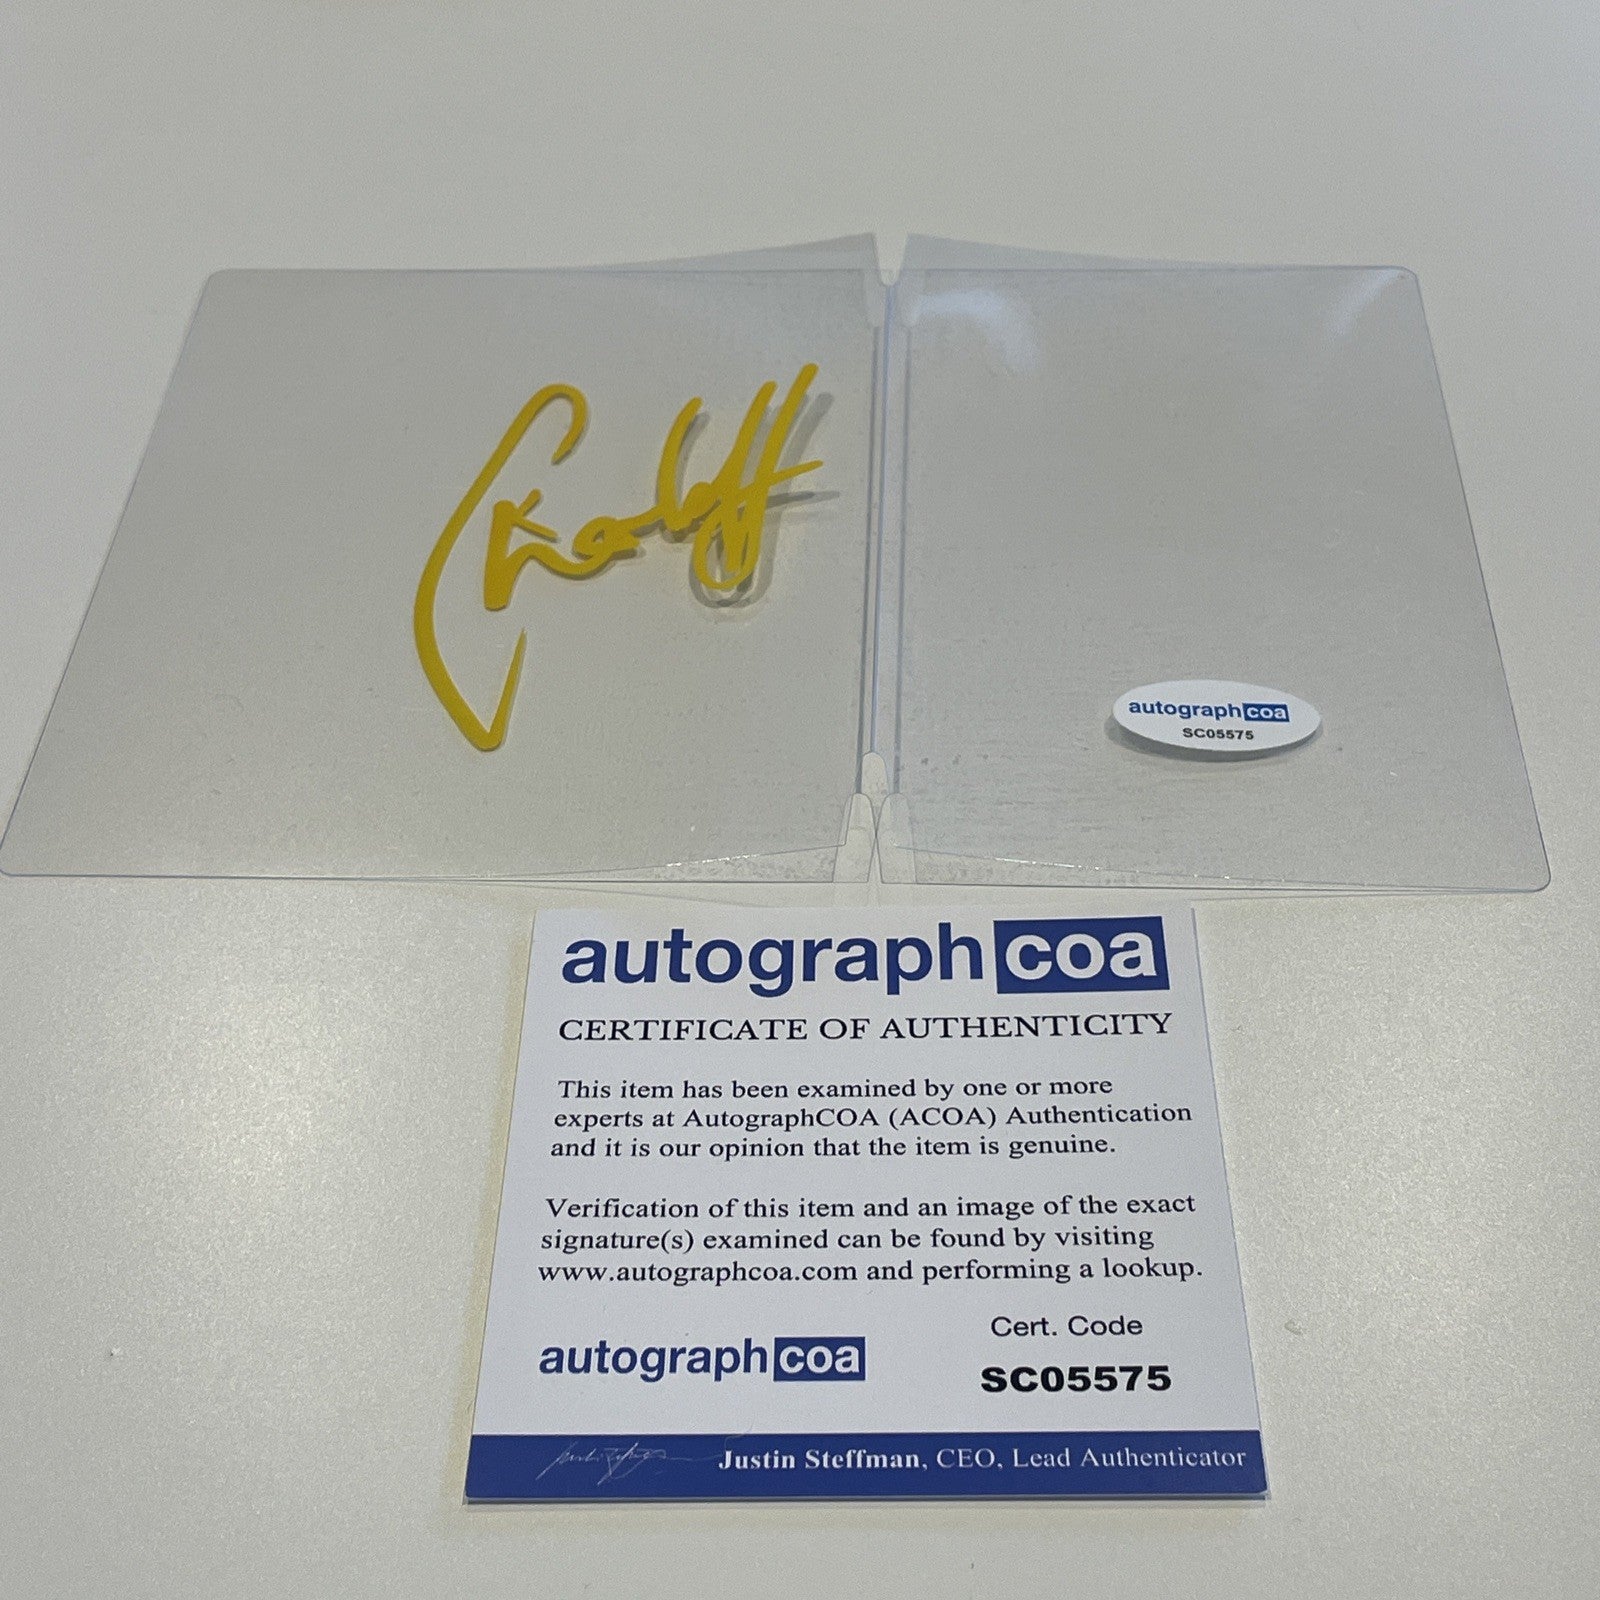 autographcoa
SC05575
autographcoa
CERTIFICATE OF AUTHENTICITY
This item has been examined by one or more
experts at AutographCOA (ACOA) Authentication
and it is our opinion that the item is genuine.
Verification of this item and an image of the exact
signature(s) examined can be found by visiting
www.autographcoa.com and performing a lookup.
Cert. Code
autographcoa
SC05575
Justin Steffman, CEO, Lead Authenticator